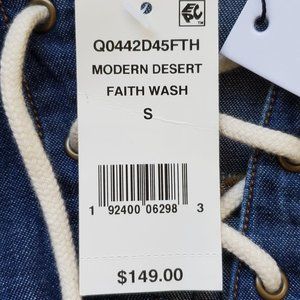 Q0442D45FTH
MODERN DESERT
FAITH WASH
S
1 92400 06298 3
$149.00